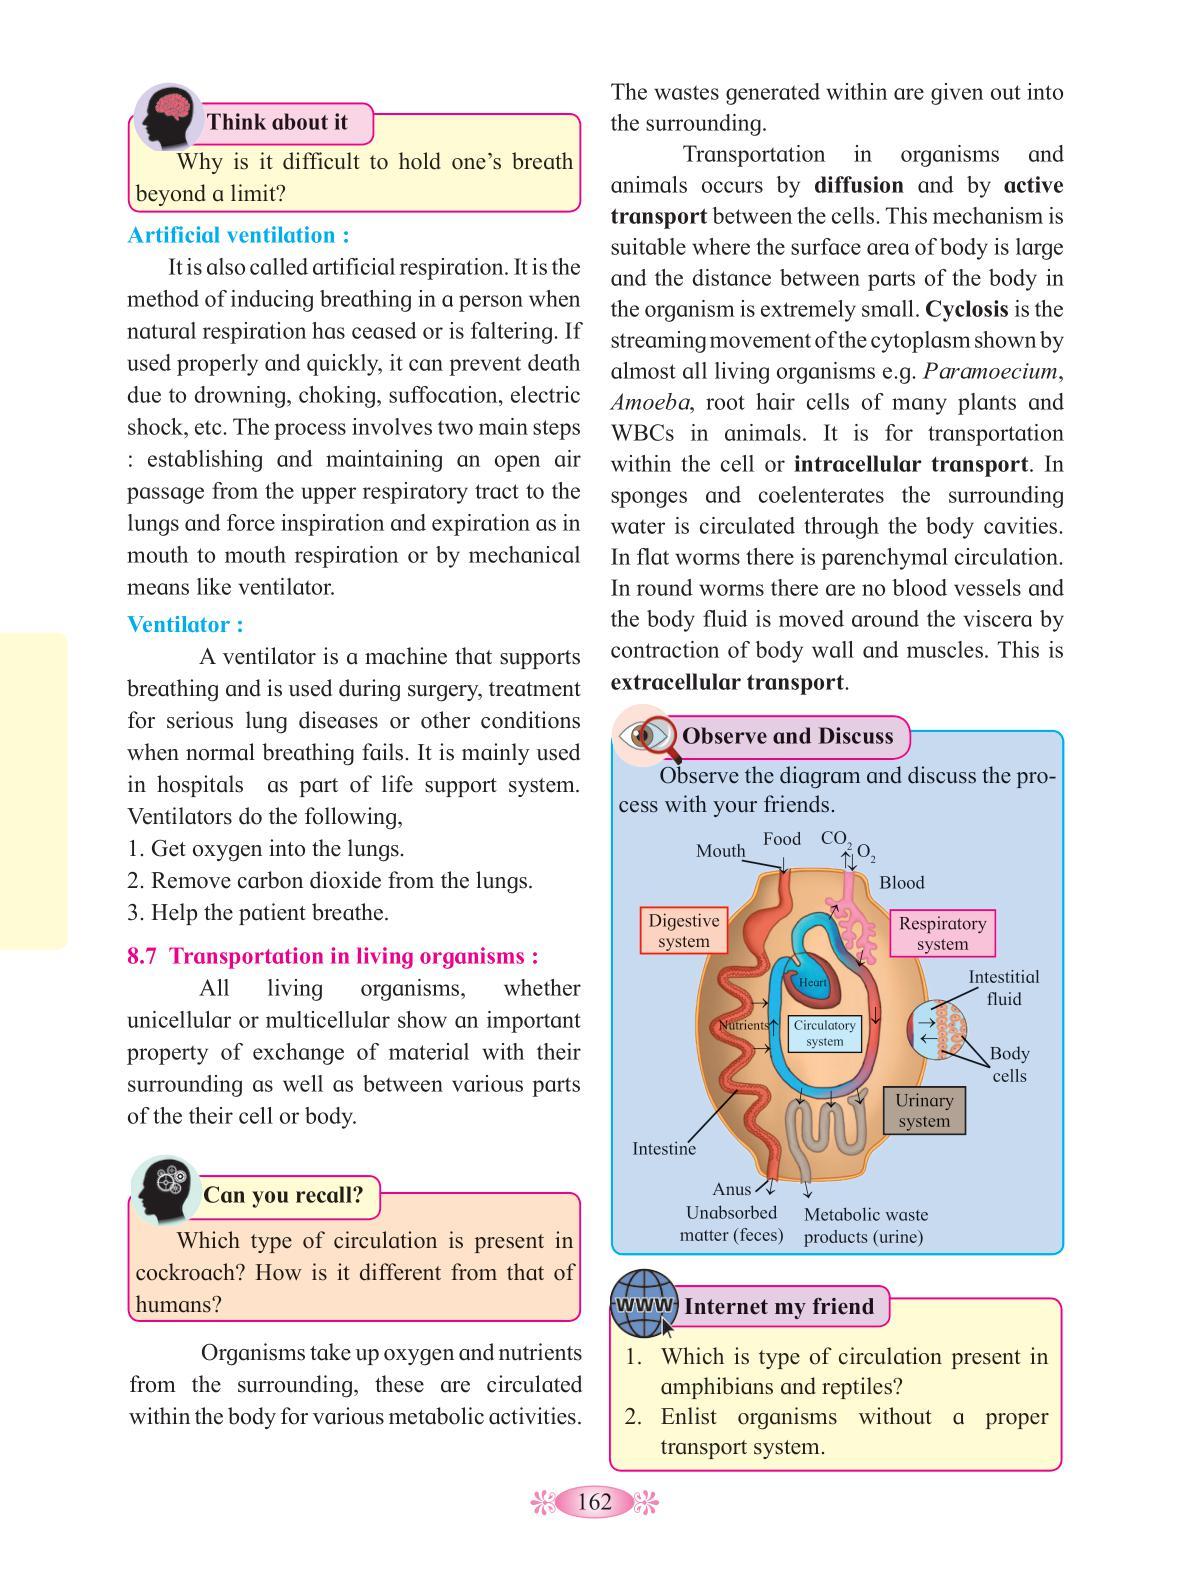 Think about it
Why is it difficult to hold one's breath
beyond a limit?
Artificial ventilation :
It is also called artificial respiration. It is the
method of inducing breathing in a person when
natural respiration has ceased or is faltering. If
used properly and quickly, it can prevent death
due to drowning, choking, suffocation, electric
shock, etc. The process involves two main steps
: establishing and maintaining an open air
passage from the upper respiratory tract to the
lungs and force inspiration and expiration as in
mouth to mouth respiration or by mechanical
means like ventilator.
Ventilator :
A ventilator is a machine that supports
breathing and is used during surgery, treatment
for serious lung diseases or other conditions
when normal breathing fails. It is mainly used
in hospitals as part of life support system.
Ventilators do the following,
1. Get oxygen into the lungs.
2. Remove carbon dioxide from the lungs.
3. Help the patient breathe.
8.7 Transportation in living organisms :
All living organisms, whether
unicellular or multicellular show an important
property of exchange of material with their
surrounding as well as between various parts
of the their cell or body.
Can you recall?
Which type of circulation is present in
cockroach? How is it different from that of
humans?
Organisms take up oxygen and nutrients
from the surrounding, these are circulated
within the body for various metabolic activities.
The wastes generated within are given out into
the surrounding.
Transportation in organisms and
animals occurs by diffusion and by active
transport between the cells. This mechanism is
suitable where the surface area of body is large
and the distance between parts of the body in
the organism is extremely small. Cyclosis is the
streaming movement of the cytoplasm shown by
almost all living organisms e.g. Paramoecium,
Amoeba, root hair cells of many plants and
WBCs in animals. It is for transportation
within the cell or intracellular transport. In
sponges and coelenterates the surrounding
water is circulated through the body cavities.
In flat worms there is parenchymal circulation.
In round worms there are no blood vessels and
the body fluid is moved around the viscera by
contraction of body wall and muscles. This is
extracellular transport.
Observe and Discuss
Observe the diagram and discuss the pro-
cess with your friends.
Food CO2
Mouth O2
Blood
Digestive
system
Respiratory
system
Intestitial
fluid
Heart
Nutrients
Circulatory
system
Body
cells
Urinary
system
Intestine
Anus
Unabsorbed
matter (feces)
Metabolic waste
products (urine)
www
Internet my friend
1. Which is type of circulation present in
amphibians and reptiles?
2. Enlist organisms without a proper
transport system.
162